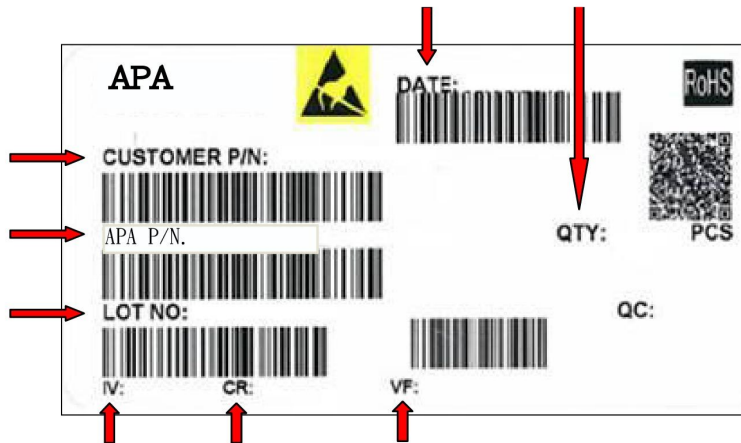 APA
DATE:
RoHS
CUSTOMER P/N:
APA P/N.
QTY: PCS
LOT NO:
QC:
IV: CR: VF: